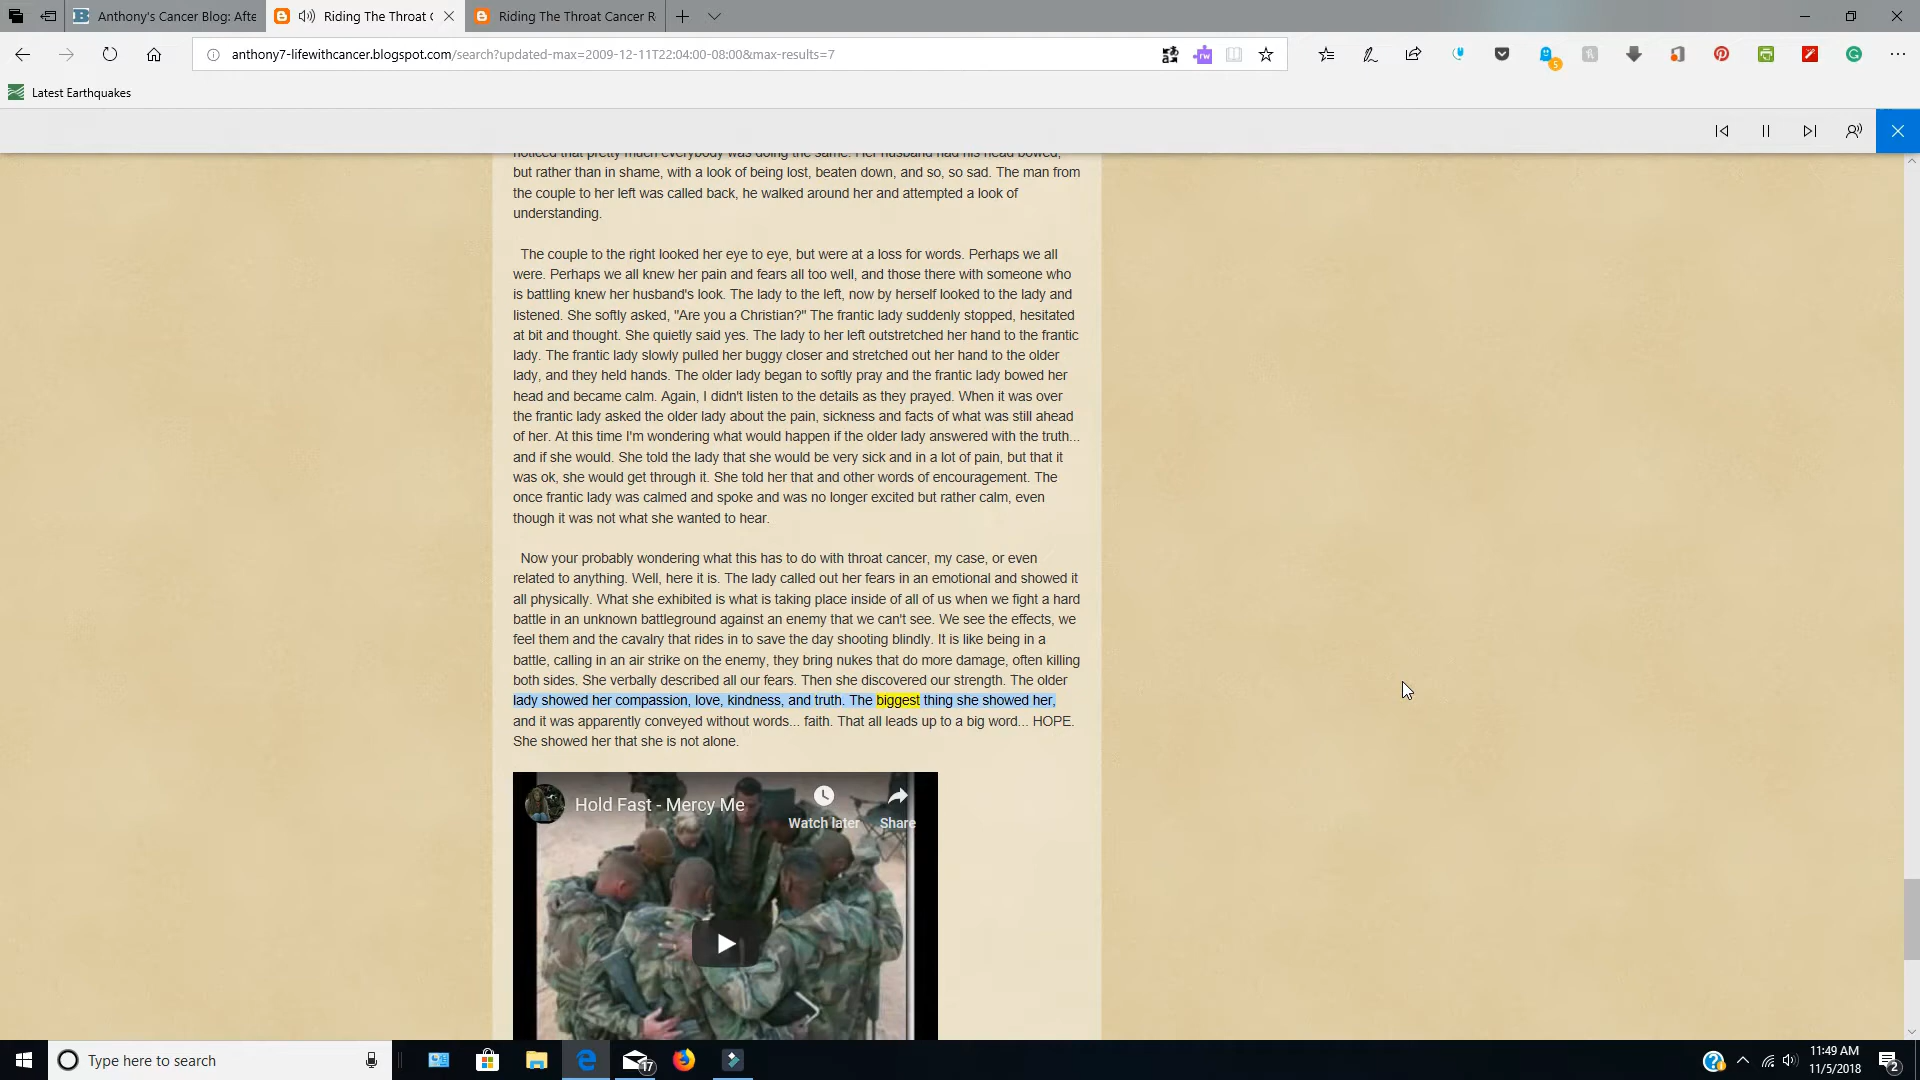 Anthony's Cancer Blog: Afte
Riding The Throat C
Riding The Throat Cancer R
anthony7-lifewithcancer.blogspot.com/search?updated-max=2009-12-11T22:04:00-08:00&max-results=7
rw
5
Latest Earthquakes
noticed that pretty much everybody was doing the same. Her husband had his head bowed,
but rather than in shame, with a look of being lost, beaten down, and so, so sad. The man from
the couple to her left was called back, he walked around her and attempted a look of
understanding.
The couple to the right looked her eye to eye, but were at a loss for words. Perhaps we all
were. Perhaps we all knew her pain and fears all too well, and those there with someone who
is battling knew her husband's look. The lady to the left, now by herself looked to the lady and
listened. She softly asked, "Are you a Christian?" The frantic lady suddenly stopped, hesitated
at bit and thought. She quietly said yes. The lady to her left outstretched her hand to the frantic
lady. The frantic lady slowly pulled her buggy closer and stretched out her hand to the older
lady, and they held hands. The older lady began to softly pray and the frantic lady bowed her
head and became calm. Again, I didn't listen to the details as they prayed. When it was over
the frantic lady asked the older lady about the pain, sickness and facts of what was still ahead
of her. At this time I'm wondering what would happen if the older lady answered with the truth...
and if she would. She told the lady that she would be very sick and in a lot of pain, but that it
was ok, she would get through it. She told her that and other words of encouragement. The
once frantic lady was calmed and spoke and was no longer excited but rather calm, even
though it was not what she wanted to hear.
Now your probably wondering what this has to do with throat cancer, my case, or even
related to anything. Well, here it is. The lady called out her fears in an emotional and showed it
all physically. What she exhibited is what is taking place inside of all of us when we fight a hard
battle in an unknown battleground against an enemy that we can't see. We see the effects, we
feel them and the cavalry that rides in to save the day shooting blindly. It is like being in a
battle, calling in an air strike on the enemy, they bring nukes that do more damage, often killing
both sides. She verbally described all our fears. Then she discovered our strength. The older
lady showed her compassion, love, kindness, and truth. The biggest thing she showed her,
and it was apparently conveyed without words... faith. That all leads up to a big word... HOPE.
She showed her that she is not alone.
Hold Fast - Mercy Me
Watch later
Share
Type here to search
17
11:49 AM
11/5/2018
2